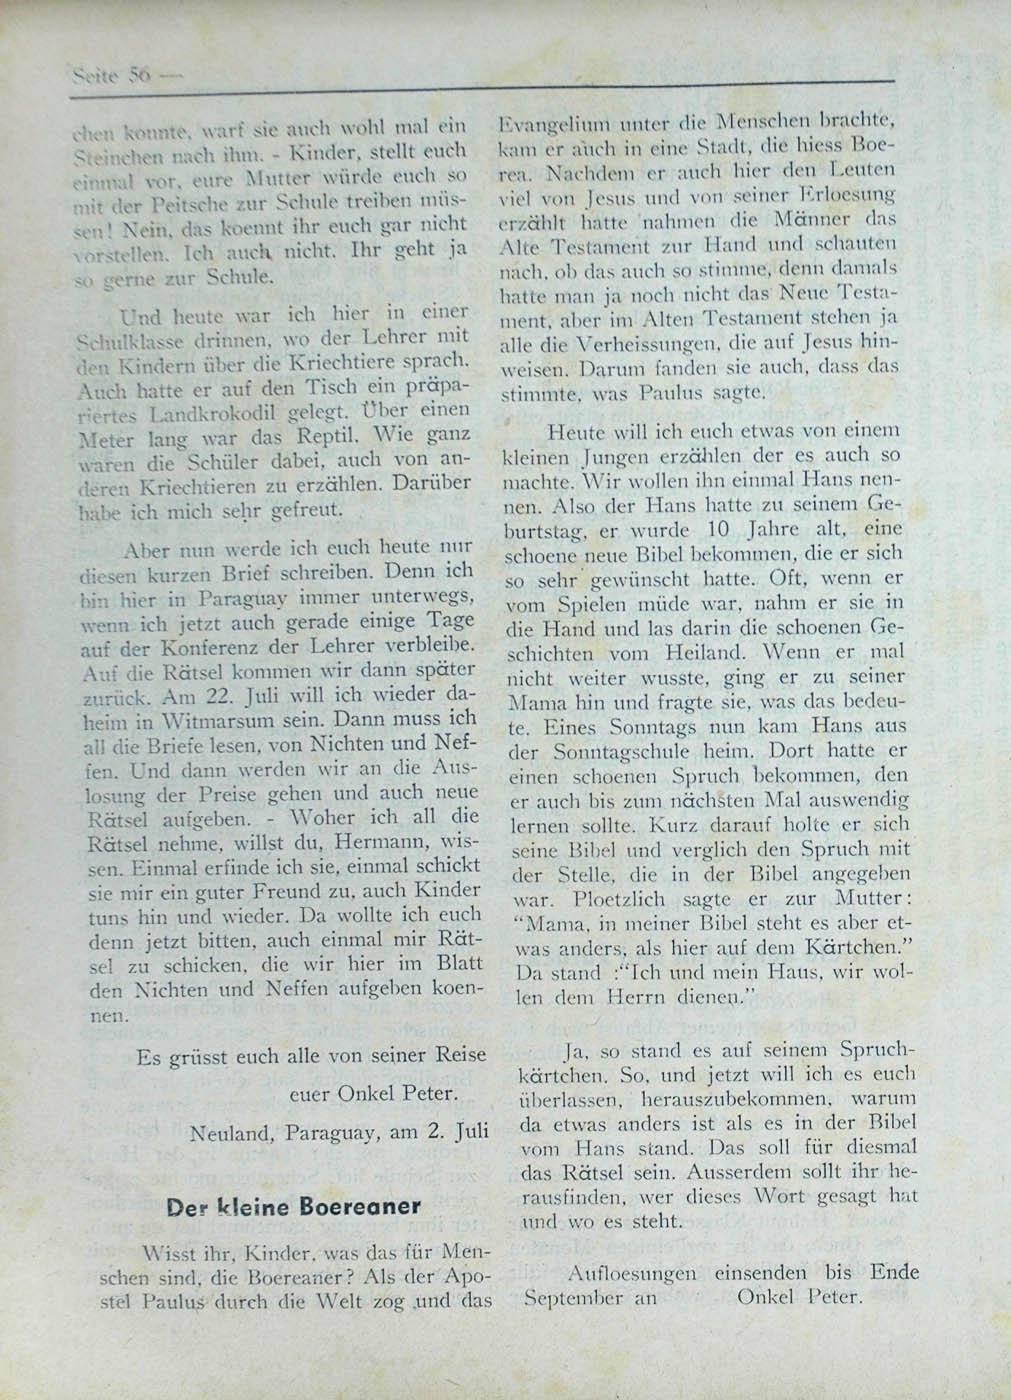 Seite 56 —
chen konnte, warf sie auch wohl mal ein
Steinchen nach ihm. - Kinder, stellt euch
einmal vor, eure Mutter würde euch so
mit der Peitsche zur Schule treiben müs-
sen! Nein, das koennt ihr euch gar nicht
vorstellen. Ich auch nicht. Ihr geht ja
so gerne zur Schule.
Und heute war ich hier in einer
Schulklasse drinnen, wo der Lehrer mit
den Kindern über die Kriechtiere sprach.
Auch hatte er auf den Tisch ein präpa-
riertes Landkrokodil gelegt. Über einen
Meter lang war das Reptil. Wie ganz
waren die Schüler dabei, auch von an-
deren Kriechtieren zu erzählen. Darüber
habe ich mich sehr gefreut.
Aber nun werde ich euch heute nur
diesen kurzen Brief schreiben. Denn ich
bin hier in Paraguay immer unterwegs,
wenn ich jetzt auch gerade einige Tage
auf der Konferenz der Lehrer verbleibe.
Auf die Rätsel kommen wir dann später
zurück. Am 22. Juli will ich wieder da-
heim in Witmarsum sein. Dann muss ich
all die Briefe lesen, von Nichten und Nef-
fen. Und dann werden wir an die Aus-
losung der Preise gehen und auch neue
Rätsel aufgeben. - Woher ich all die
Rätsel nehme, willst du, Hermann, wis-
sen. Einmal erfinde ich sie, einmal schickt
sie mir ein guter Freund zu, auch Kinder
tuns hin und wieder. Da wollte ich euch
denn jetzt bitten, auch einmal mir Rät-
sel zu schicken, die wir hier im Blatt
den Nichten und Neffen aufgeben koen-
nen.
Es grüsst euch alle von seiner Reise
euer Onkel Peter.
Neuland, Paraguay, am 2. Juli
Der kleine Boereaner
Wisst ihr, Kinder, was das für Men-
schen sind, die Boereaner? Als der Apo-
stel Paulus durch die Welt zog ,und das
Evangelium unter die Menschen brachte,
kam er auch in eine Stadt, die hiess Boe-
rea. Nachdem er auch hier den Leuten
viel von Jesus und von seiner Erloesung
erzählt hatte nahmen die Männer das
Alte Testament zur Hand und schauten
nach, ob das auch so stimme, denn damals
hatte man ja noch nicht das Neue Testa-
ment, aber im Alten Testament stehen ja
alle die Verheissungen, die auf Jesus hin-
weisen. Darum fanden sie auch, dass das
stimmte, was Paulus sagte.
Heute will ich euch etwas von einem
kleinen Jungen erzählen der es auch so
machte. Wir wollen ihn einmal Hans nen-
nen. Also der Hans hatte zu seinem Ge-
burtstag, er wurde 10 Jahre alt, eine
schoene neue Bibel bekommen, die er sich
so sehr gewünscht hatte. Oft, wenn er
vom Spielen müde war, nahm er sie in
die Hand und las darin die schoenen Ge-
schichten vom Heiland. Wenn er mal
nicht weiter wusste, ging er zu seiner
Mama hin und fragte sie, was das bedeu-
te. Eines Sonntags nun kam Hans aus
der Sonntagschule heim. Dort hatte er
einen schoenen Spruch bekommen, den
er auch bis zum nächsten Mal auswendig
lernen sollte. Kurz darauf holte er sich
seine Bibel und verglich den Spruch mit
der Stelle, die in der Bibel angegeben
war. Ploetzlich sagte er zur Mutter:
“Mama, in meiner Bibel steht es aber et-
was anders, als hier auf dem Kärtchen.”
Da stand :“Ich und mein Haus, wir wol-
len dem Herrn dienen.”
Ja, so stand es auf seinem Spruch-
kärtchen. So, und jetzt will ich es euch
überlassen, herauszubekommen, warum
da etwas anders ist als es in der Bibel
vom Hans stand. Das soll für diesmal
das Rätsel sein. Ausserdem sollt ihr he-
rausfinden, wer dieses Wort gesagt hat
und wo es steht.
Aufloesungen einsenden bis Ende
September an Onkel Peter.